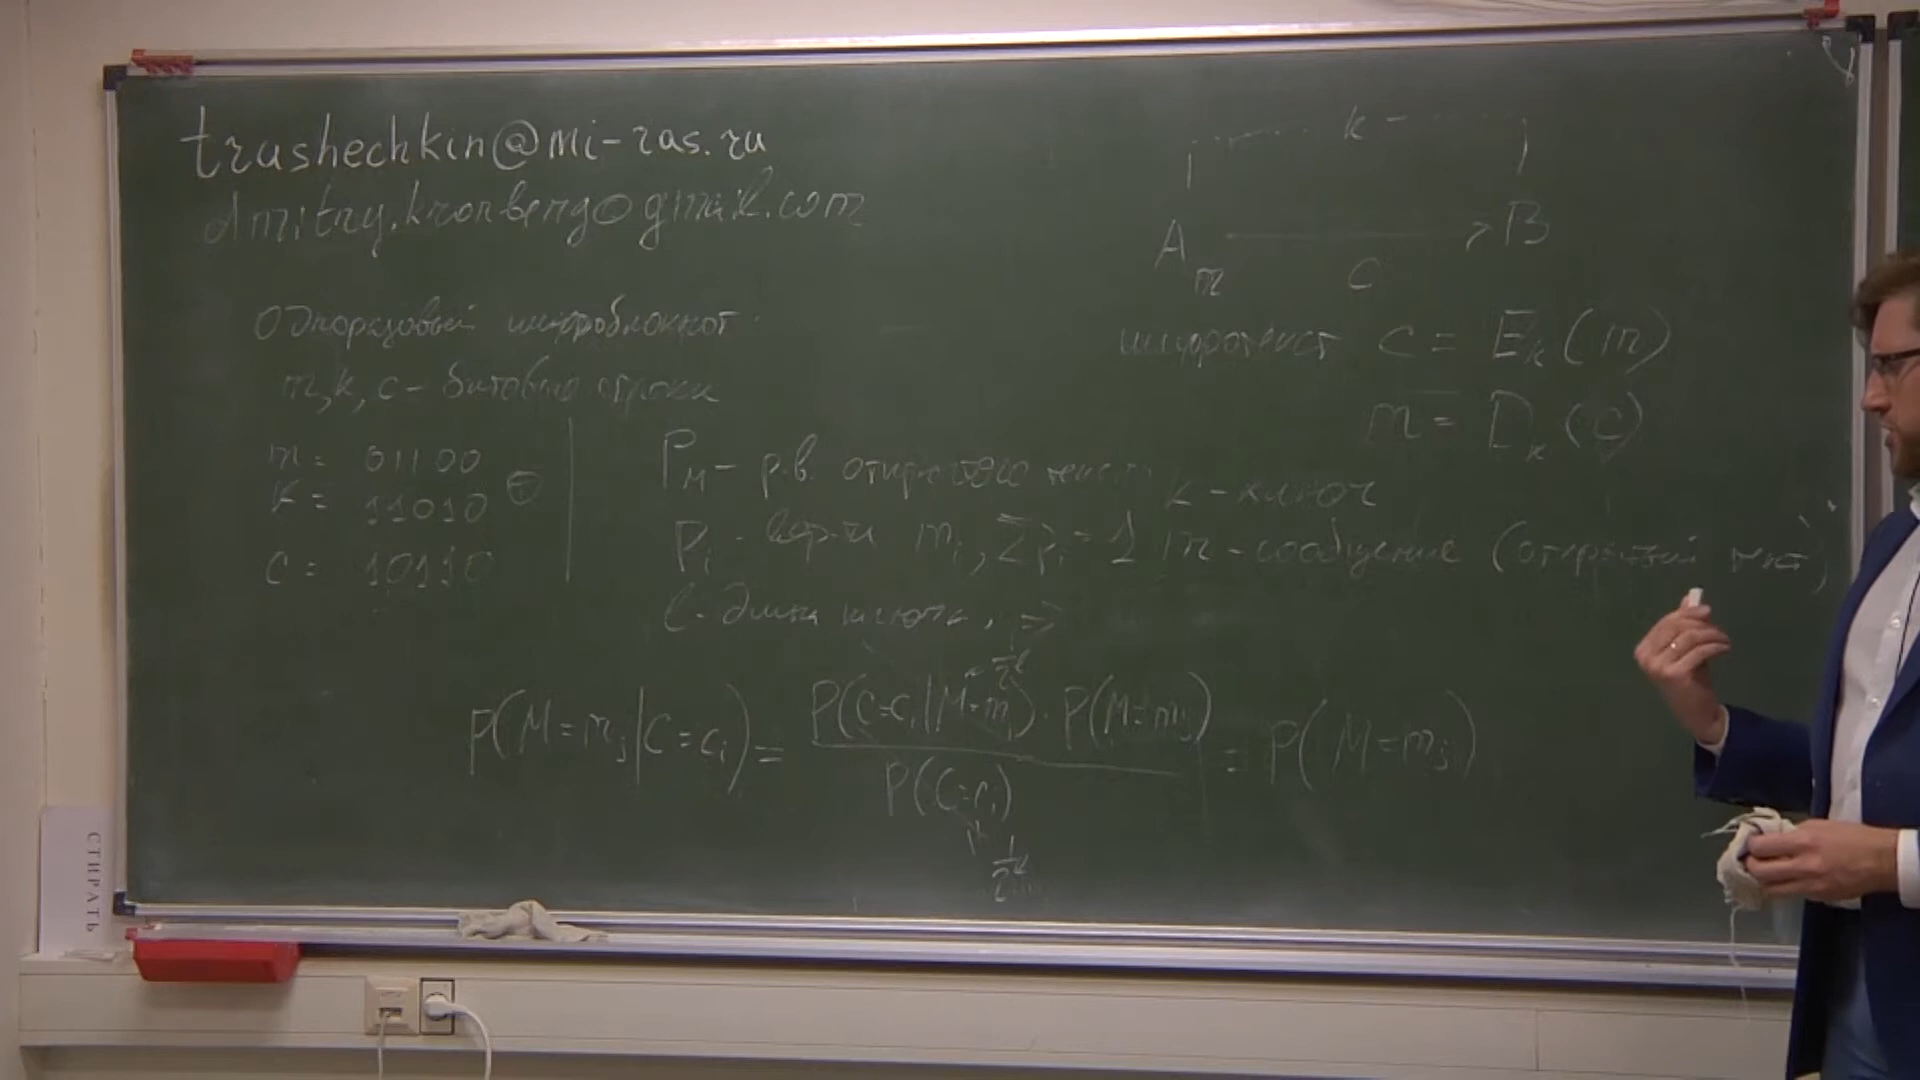 trushechkin@mi-ras.ru
dmitry.kronberg@gmail.com
k
A B
m c
Одноразовый шифроблокнот
m, k, c - битовые строки
шифротекст c = E_k(m)
m = D_k(c)
m = 01100
k = 11010 ⊕
c = 10110
P_M - р.в. открытого текста
k - ключ
p_i - вер-ти m_i, Σp_i = 1
m - сообщение (открытый текст)
l - длина ключа, ⇒
P(M=m_j|C=c_i) = P(C=c_i|M=m_j) · P(M=m_j) / P(C=c_i) = P(M=m_j)
СТИРАТЬ